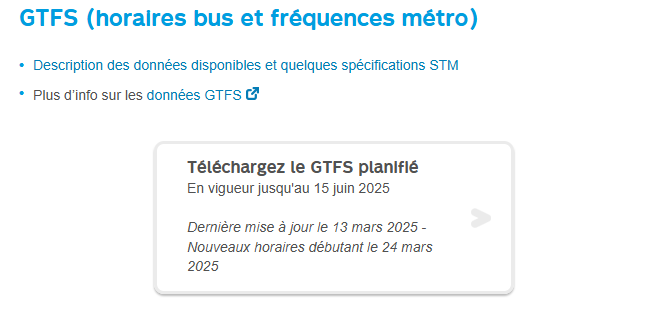 GTFS (horaires bus et fréquences métro)
• Description des données disponibles et quelques spécifications STM
• Plus d’info sur les données GTFS
Téléchargez le GTFS planifié
En vigueur jusqu'au 15 juin 2025
Dernière mise à jour le 13 mars 2025 -
Nouveaux horaires débutant le 24 mars
2025